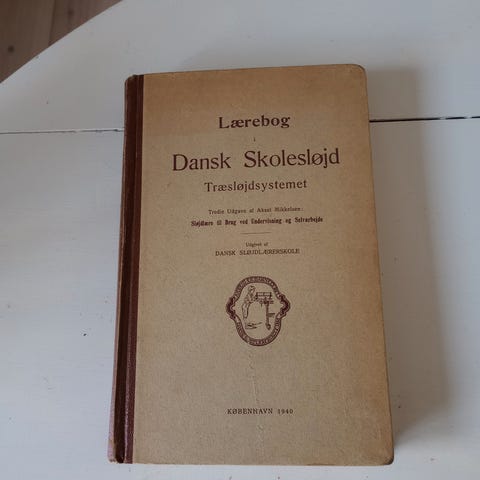 Lærebog
i
Dansk Skolesløjd
Træsløjdsystemet
Tredie Udgave af Aksel Mikkelsen:
Sløjdlære til Brug ved Undervisning og Selvarbejde
Udgivet af
DANSK SLØJDLÆRERSKOLE
KØBENHAVN 1940